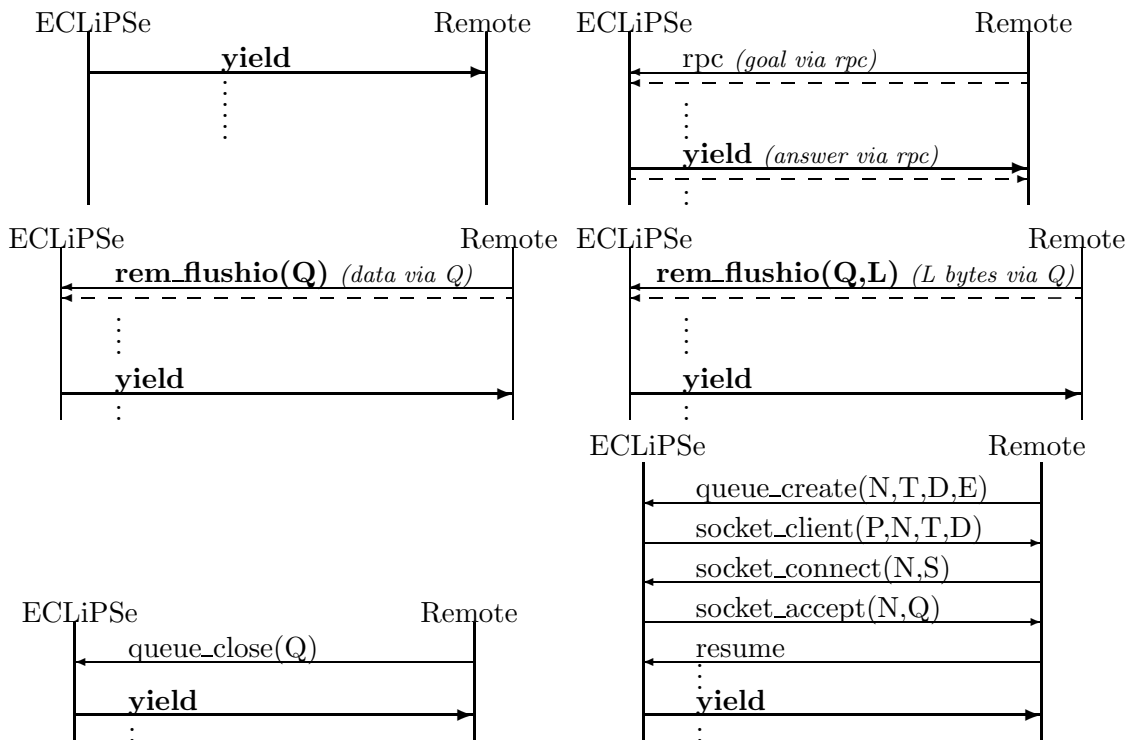 ECLiPSe Remote
yield
ECLiPSe Remote
rpc (goal via rpc)
yield (answer via rpc)
ECLiPSe Remote
rem_flushio(Q) (data via Q)
yield
ECLiPSe Remote
rem_flushio(Q,L) (L bytes via Q)
yield
ECLiPSe Remote
queue_close(Q)
yield
ECLiPSe Remote
queue_create(N,T,D,E)
socket_client(P,N,T,D)
socket_connect(N,S)
socket_accept(N,Q)
resume
yield